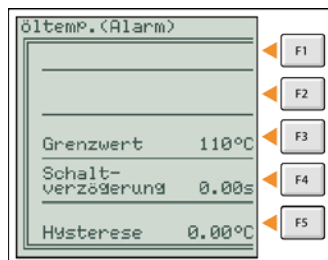 öltemp.(Alarm)
F1
F2
Grenzwert 110°C
F3
Schalt-
verzögerung 0.00s
F4
Hysterese 0.00°C
F5